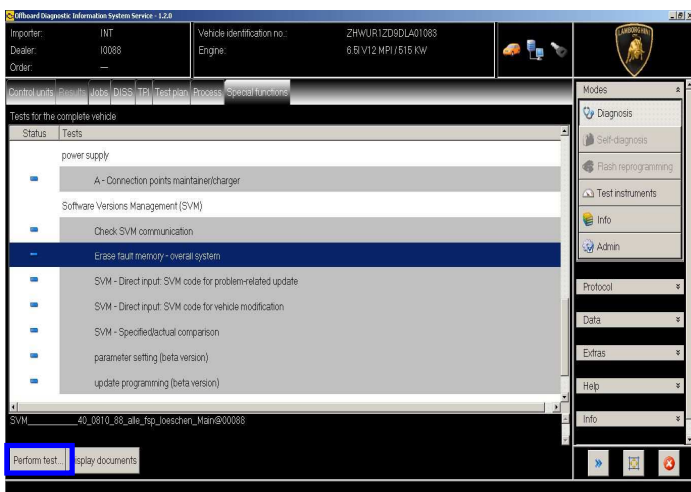 Offboard Diagnostic Information System Service - 1.2.0
Importer: INT Vehicle identification no.: ZHWUR1ZD9DLA01083
Dealer: I0088 Engine: 6.5l V12 MPI / 515 KW
Order: —
LAMBORGHINI
Control units Results Jobs DISS TPI Test plan Process Special functions
Tests for the complete vehicle
Status Tests
power supply
A - Connection points maintainer/charger
Software Versions Management (SVM)
Check SVM communication
Erase fault memory - overall system
SVM - Direct input: SVM code for problem-related update
SVM - Direct input: SVM code for vehicle modification
SVM - Specified/actual comparison
parameter setting (beta version)
update programming (beta version)
SVM_____40_0810_88_alle_fsp_loeschen_Main@00088
Perform test... Display documents
Modes
Diagnosis
Self-diagnosis
Flash reprogramming
Test instruments
Info
Admin
Protocol
Data
Extras
Help
Info